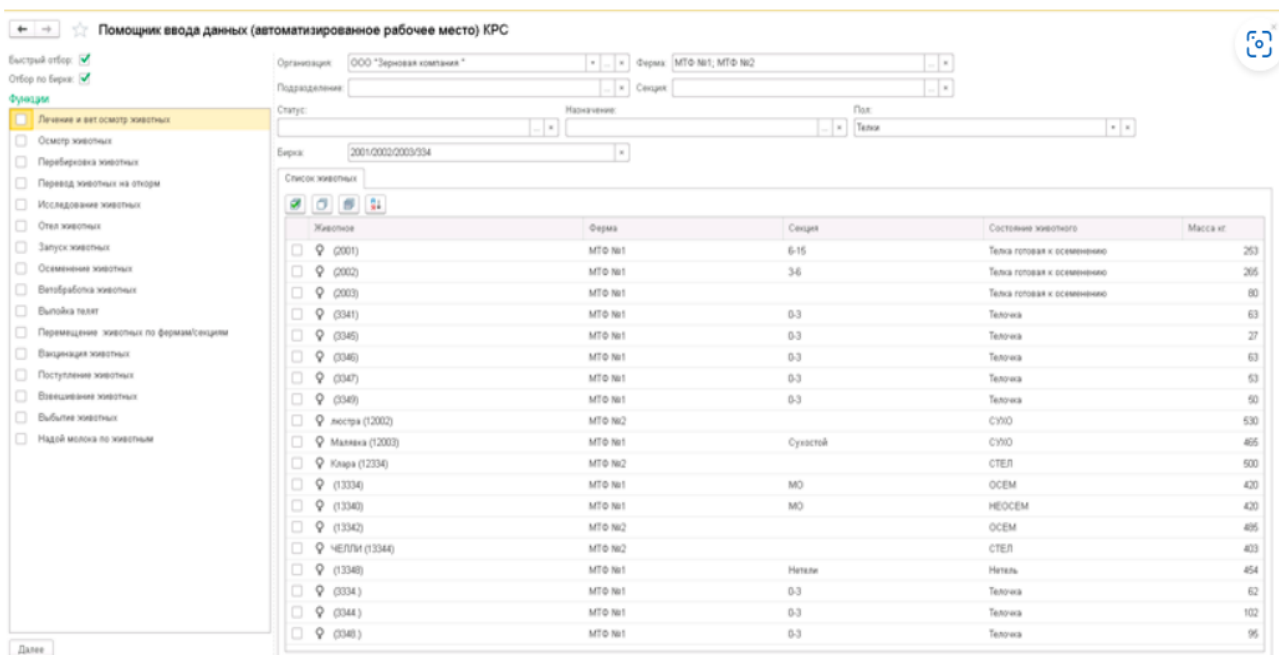 Помощник ввода данных (автоматизированное рабочее место) КРС
Быстрый отбор:
Отбор по бирке:
Функции
Лечение и вет.осмотр животных
Осмотр животных
Перебирковка животных
Перевод животных на откорм
Исследование животных
Отел животных
Запуск животных
Осеменение животных
Ветобработка животных
Выпойка телят
Перемещение животных по фермам/секциям
Вакцинация животных
Поступление животных
Взвешивание животных
Выбытие животных
Надой молока по животным
Далее
Организация: ООО "Зерновая компания " Ферма: МТФ №1; МТФ №2
Подразделение: Секция:
Статус: Назначение: Пол:
Телки
Бирка: 2001/2002/2003/334
Список животных
Животное Ферма Секция Состояние животного Масса кг.
(2001) МТФ №1 6-15 Телка готовая к осеменению 253
(2002) МТФ №1 3-6 Телка готовая к осеменению 265
(2003) МТФ №1 Телка готовая к осеменению 80
(3341) МТФ №1 0-3 Телочка 63
(3345) МТФ №1 0-3 Телочка 27
(3346) МТФ №1 0-3 Телочка 63
(3347) МТФ №1 0-3 Телочка 53
(3349) МТФ №1 0-3 Телочка 50
люстра (12002) МТФ №2 СУХО 530
Малявка (12003) МТФ №1 Сухостой СУХО 465
Клара (12334) МТФ №2 СТЕЛ 500
(13334) МТФ №1 МО ОСЕМ 420
(13340) МТФ №1 МО НЕОСЕМ 420
(13342) МТФ №2 ОСЕМ 485
ЧЕЛЛИ (13344) МТФ №2 СТЕЛ 403
(13348) МТФ №1 Нетели Нетель 454
(3334.) МТФ №1 0-3 Телочка 62
(3344.) МТФ №1 0-3 Телочка 102
(3348.) МТФ №1 0-3 Телочка 95